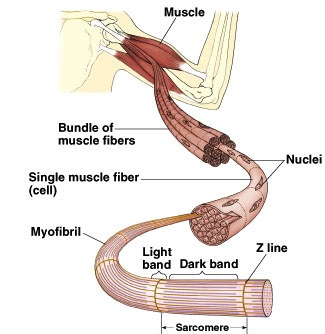 Muscle
Bundle of
muscle fibers
Nuclei
Single muscle fiber
(cell)
Myofibril
Z line
Light
band
Dark band
Sarcomere